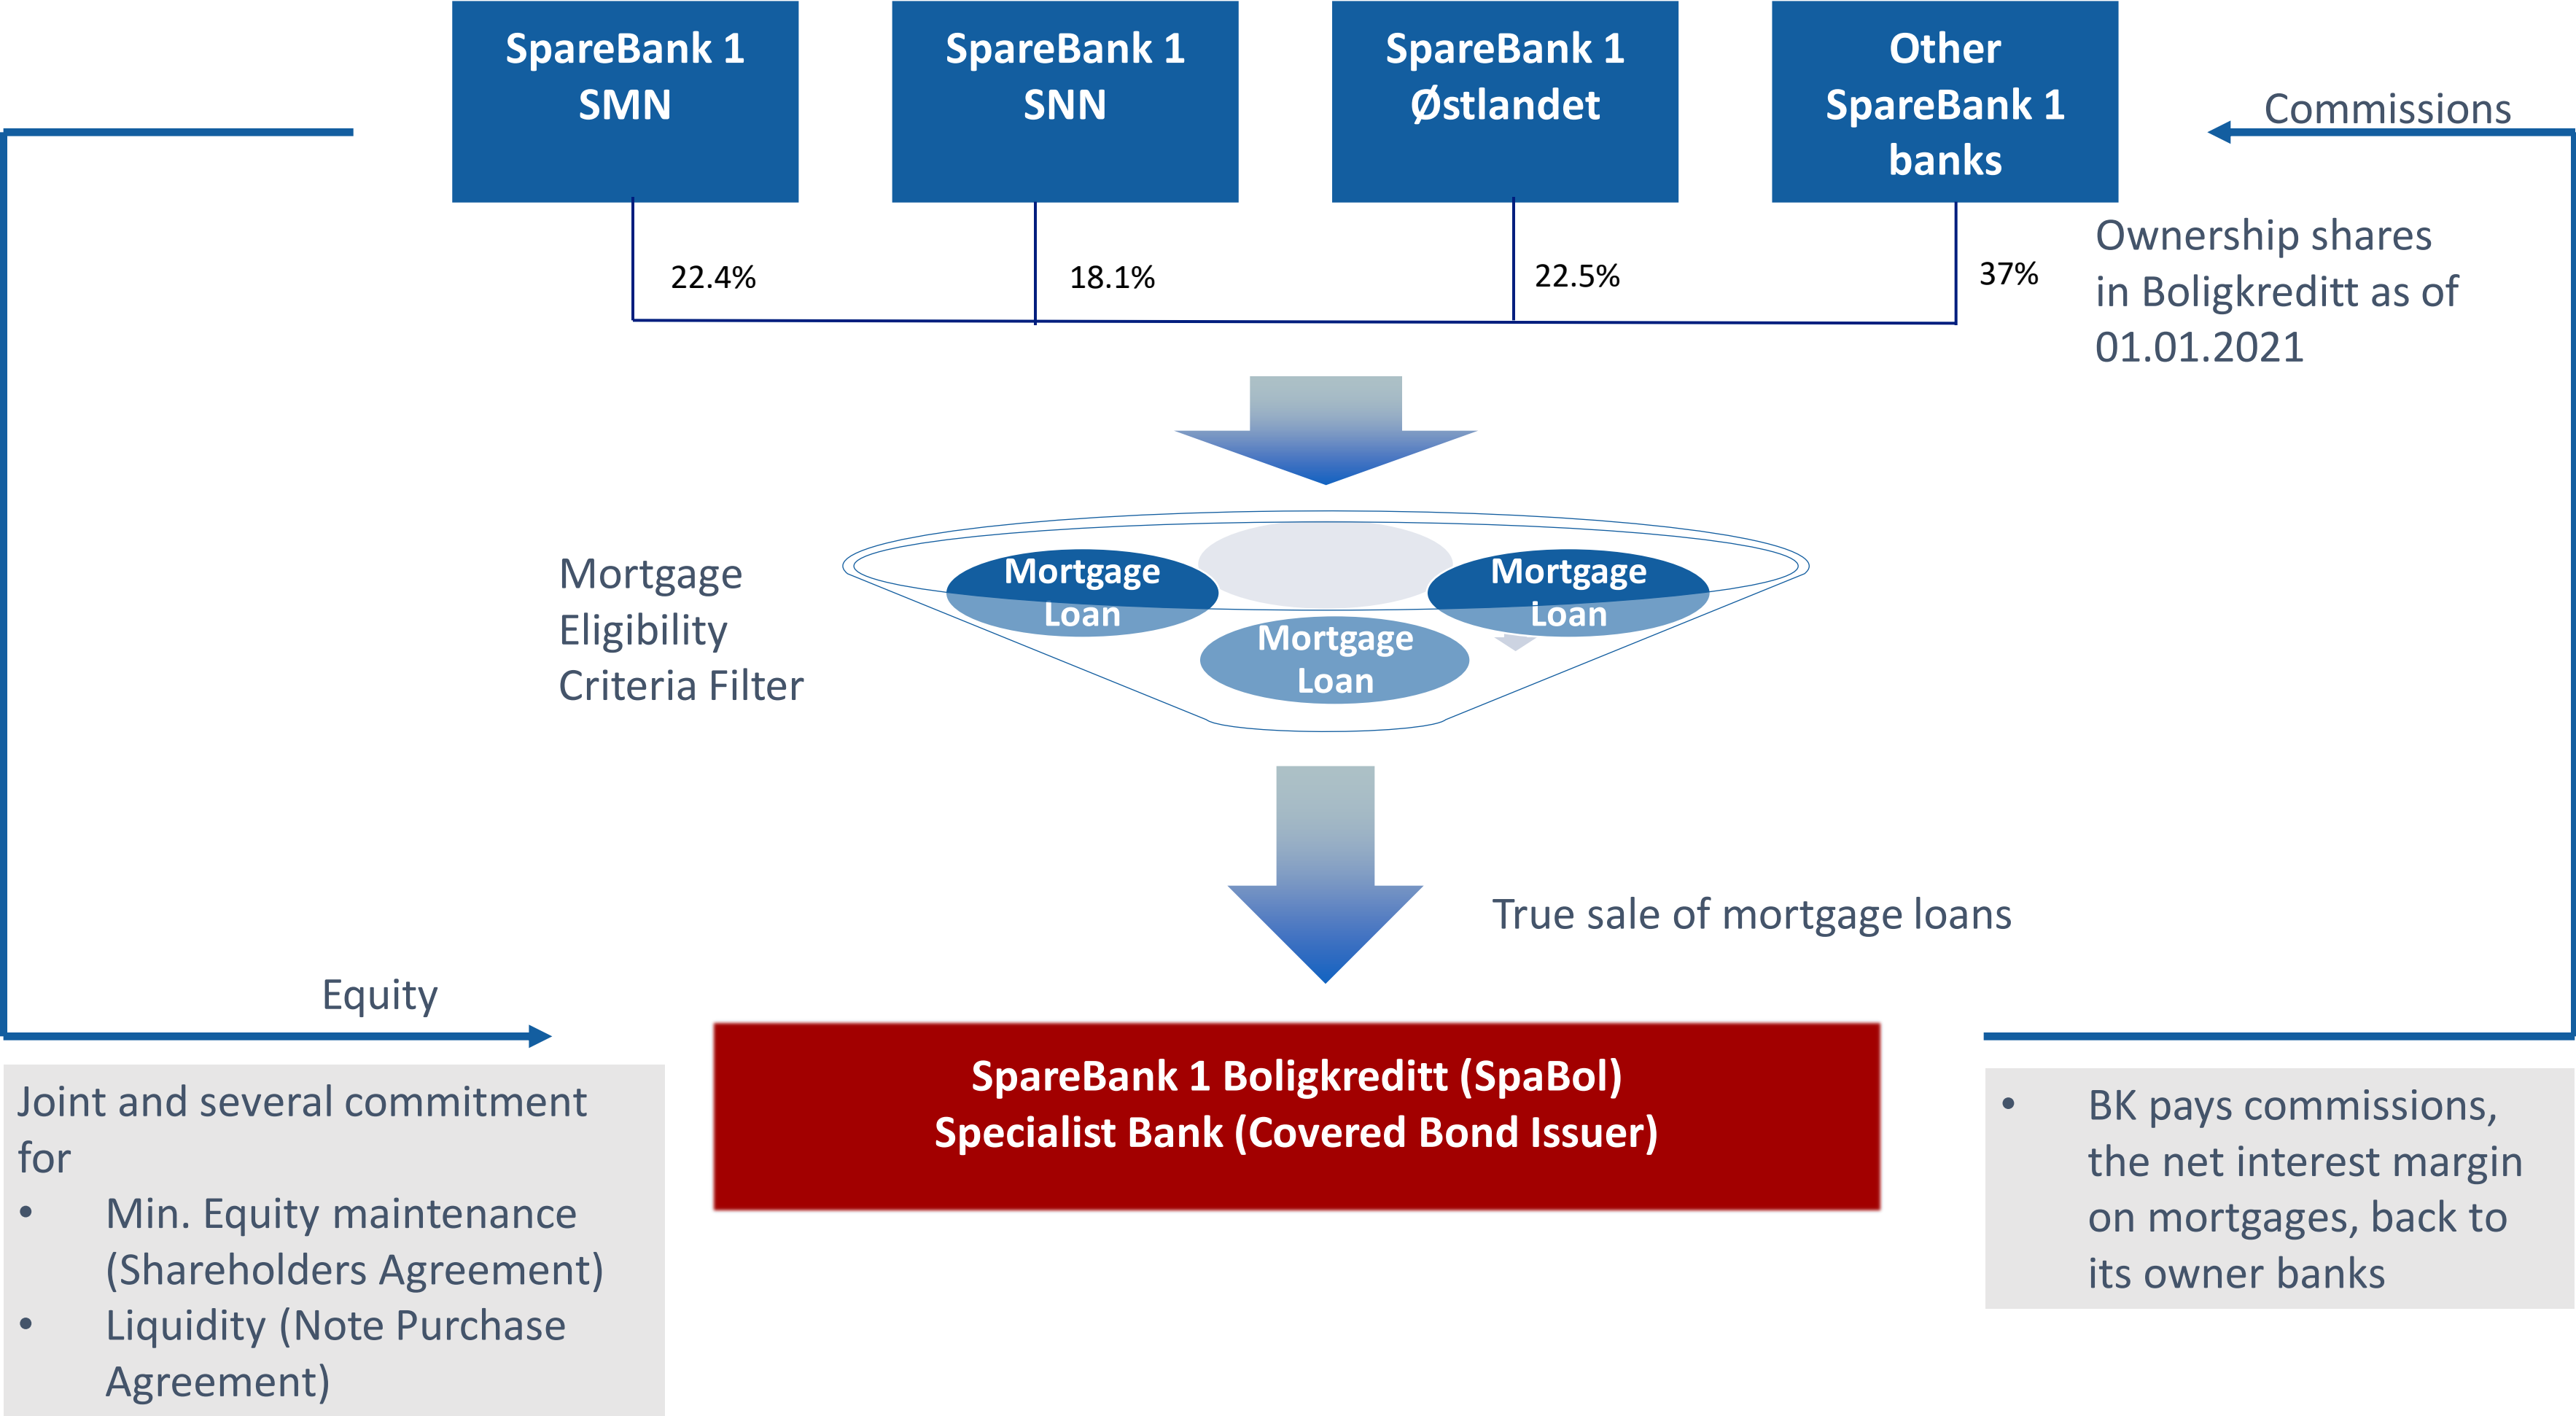 SpareBank 1
SMN
SpareBank 1
SNN
SpareBank 1
Østlandet
Other
SpareBank 1
banks
Commissions
22.4%
18.1%
22.5%
37%
Ownership shares
in Boligkreditt as of
01.01.2021
Mortgage
Eligibility
Criteria Filter
Mortgage
Loan
Mortgage
Loan
Mortgage
Loan
True sale of mortgage loans
Equity
SpareBank 1 Boligkreditt (SpaBol)
Specialist Bank (Covered Bond Issuer)
Joint and several commitment
for
• Min. Equity maintenance
(Shareholders Agreement)
• Liquidity (Note Purchase
Agreement)
• BK pays commissions,
the net interest margin
on mortgages, back to
its owner banks